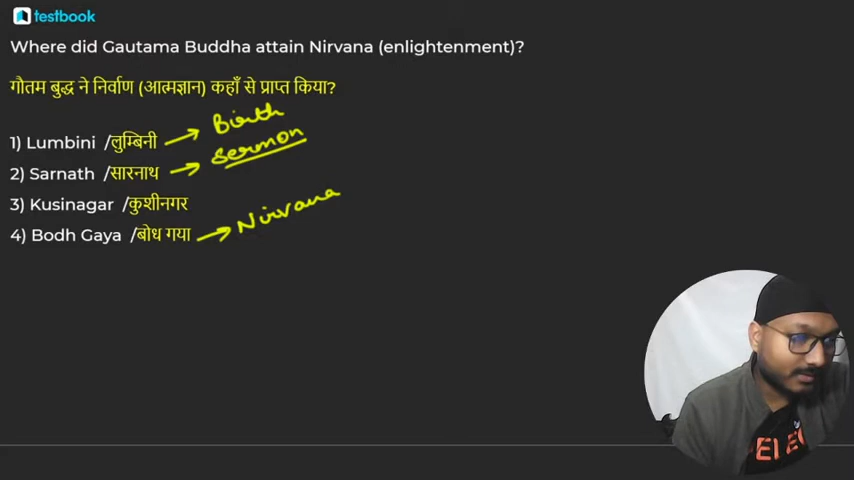 testbook
Where did Gautama Buddha attain Nirvana (enlightenment)?
गौतम बुद्ध ने निर्वाण (आत्मज्ञान) कहाँ से प्राप्त किया?
1) Lumbini /लुम्बिनी → Birth
2) Sarnath /सारनाथ → Sermon
3) Kusinagar /कुशीनगर
4) Bodh Gaya /बोध गया → Nirvana